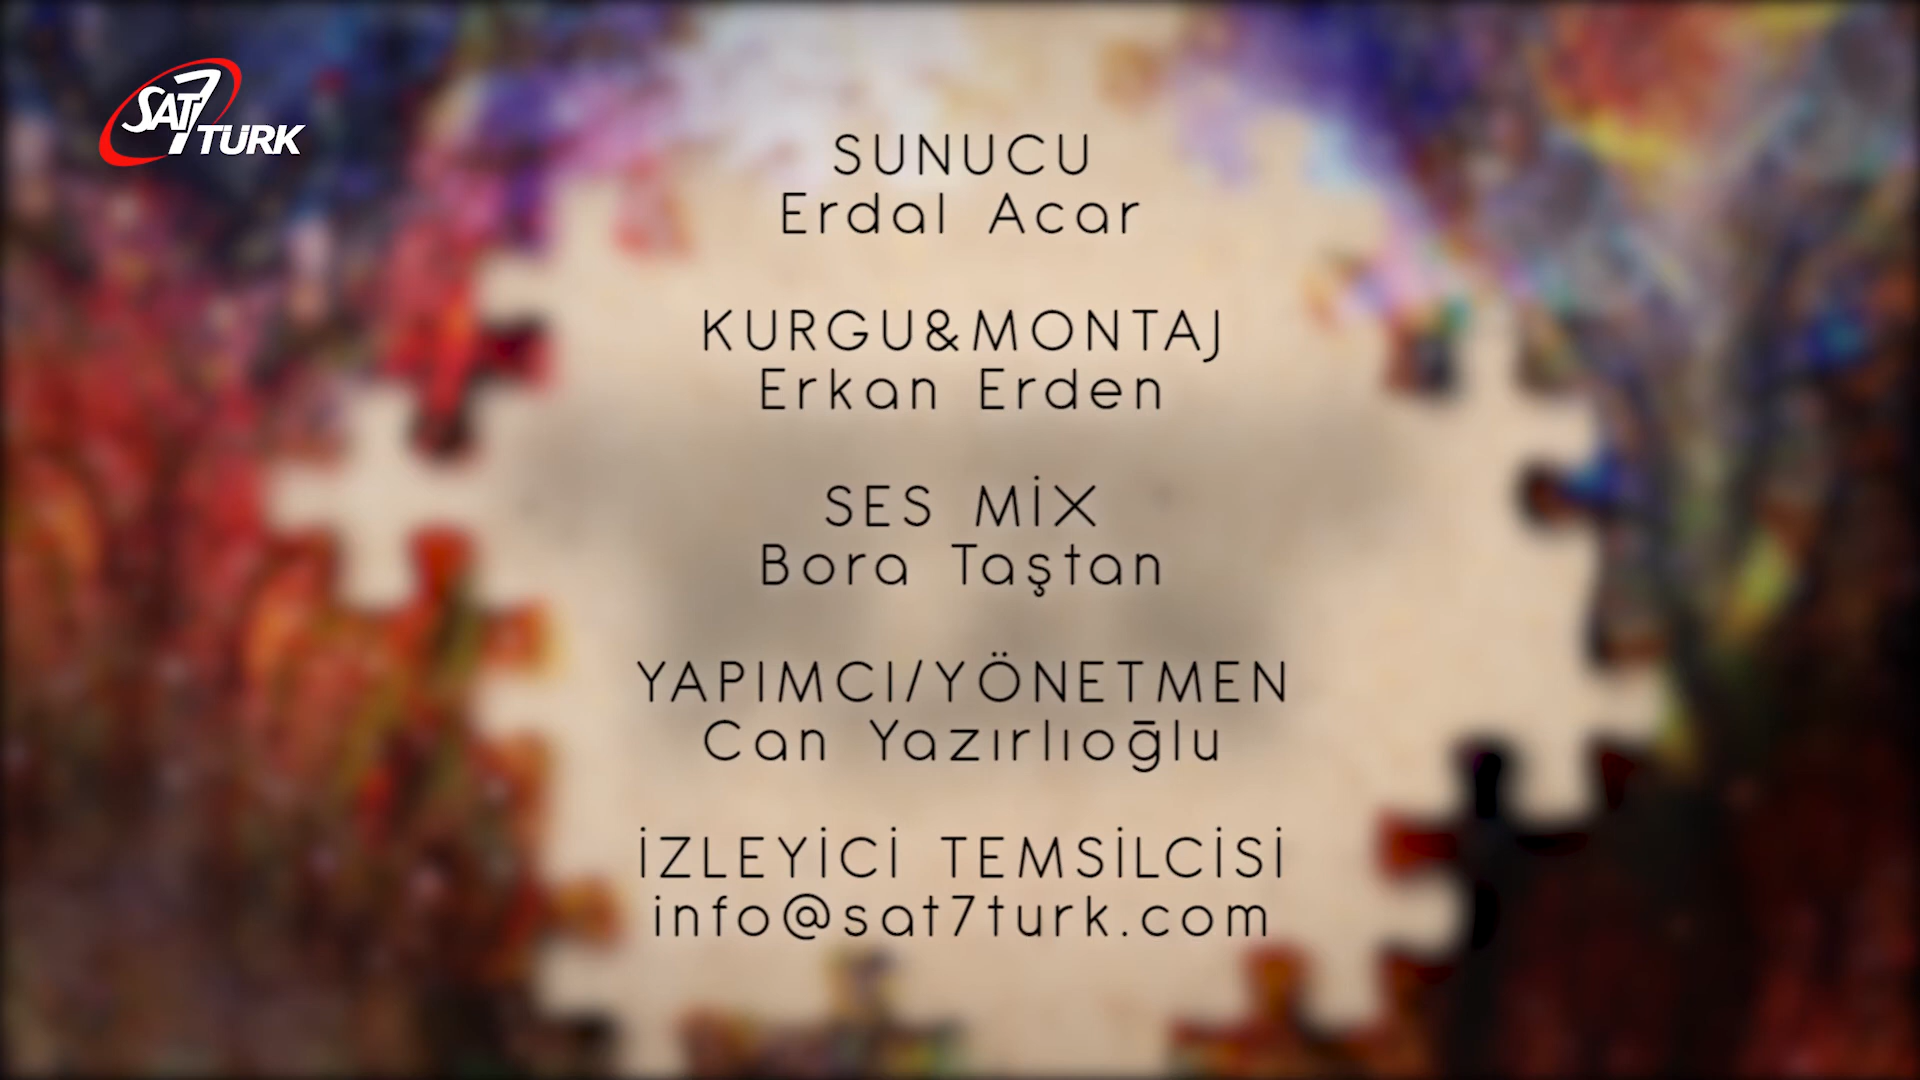 SAT7
TÜRK
SUNUCU
Erdal Acar
KURGU&MONTAJ
Erkan Erden
SES MİX
Bora Taştan
YAPIMCI/YÖNETMEN
Can Yazırlıoğlu
İZLEYİCİ TEMSİLCİSİ
info@sat7turk.com